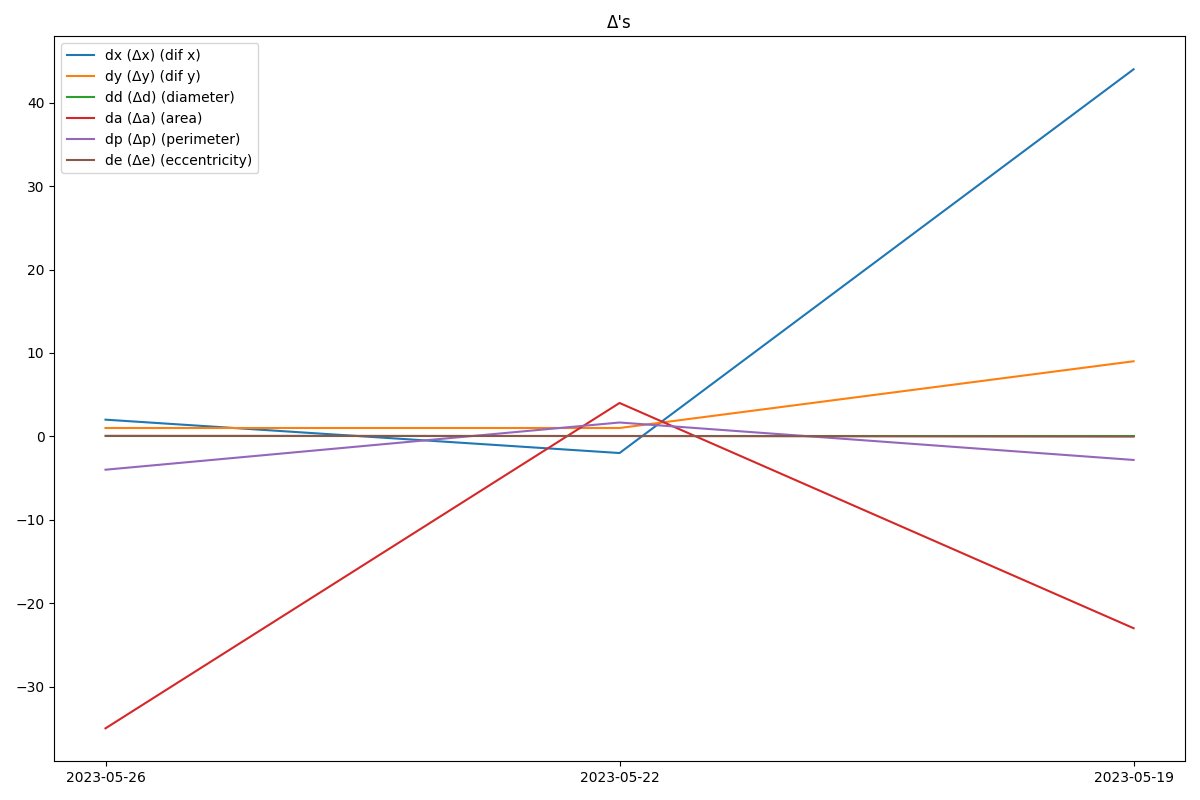 Δ's
dx (Δx) (dif x)
dy (Δy) (dif y)
dd (Δd) (diameter)
da (Δa) (area)
dp (Δp) (perimeter)
de (Δe) (eccentricity)
40
30
20
10
0
−10
−20
−30
2023-05-26
2023-05-22
2023-05-19